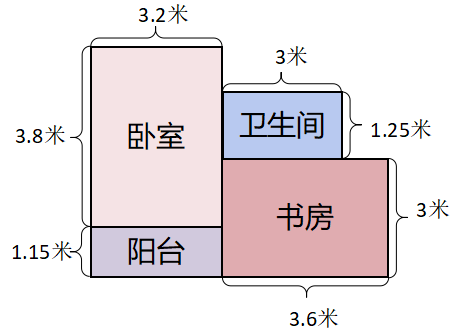 3.2米
3米
3.8米
卧室
卫生间
1.25米
书房
3米
1.15米
阳台
3.6米